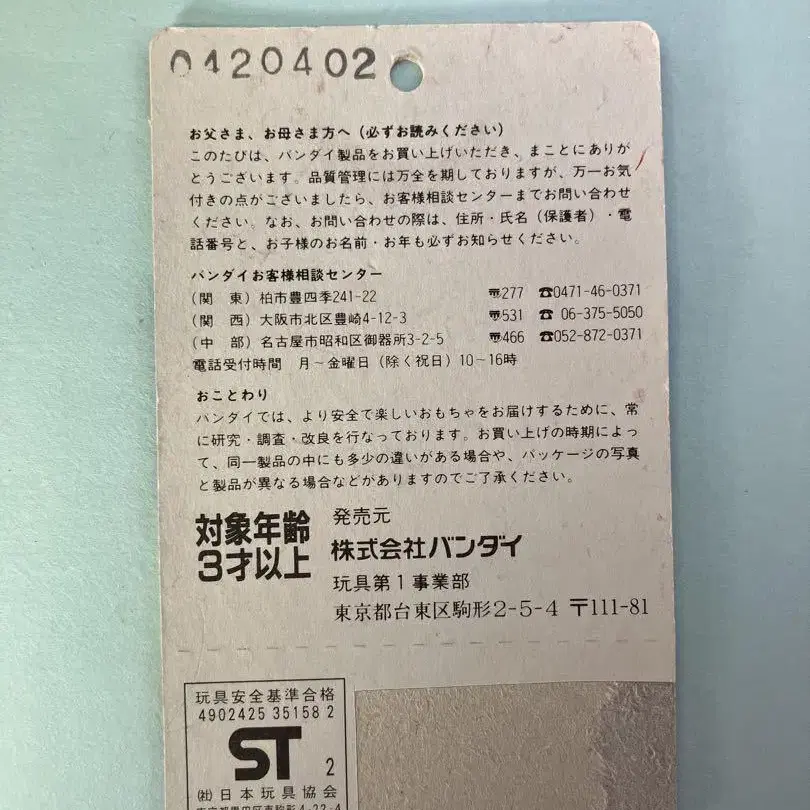 0420402
お父さま、お母さま方へ（必ずお読みください）
このたびは、バンダイ製品をお買い上げいただき、まことにありが
とうございます。品質管理には万全を期しておりますが、万一お気
付きの点がございましたら、お客様相談センターまでお問い合わせ
ください。なお、お問い合わせの際は、住所・氏名（保護者）・電
話番号と、お子様のお名前・お年も必ずお知らせください。
バンダイお客様相談センター
（関　東）柏市豊四季241-22 〠277 ☎0471-46-0371
（関　西）大阪市北区豊崎4-12-3 〠531 ☎06-375-5050
（中　部）名古屋市昭和区御器所3-2-5 〠466 ☎052-872-0371
電話受付時間　月～金曜日（除く祝日）10～16時
おことわり
バンダイでは、より安全で楽しいおもちゃをお届けするために、常
に研究・調査・改良を行なっております。お買い上げの時期によっ
て、同一製品の中にも多少の違いがある場合や、パッケージの写真
と製品が異なる場合などがありますのでご了承ください。
対象年齢
3才以上
発売元
株式会社バンダイ
玩具第1事業部
東京都台東区駒形2-5-4 〒111-81
玩具安全基準合格
4902425 35158 2
ST 2
㈳日本玩具協会